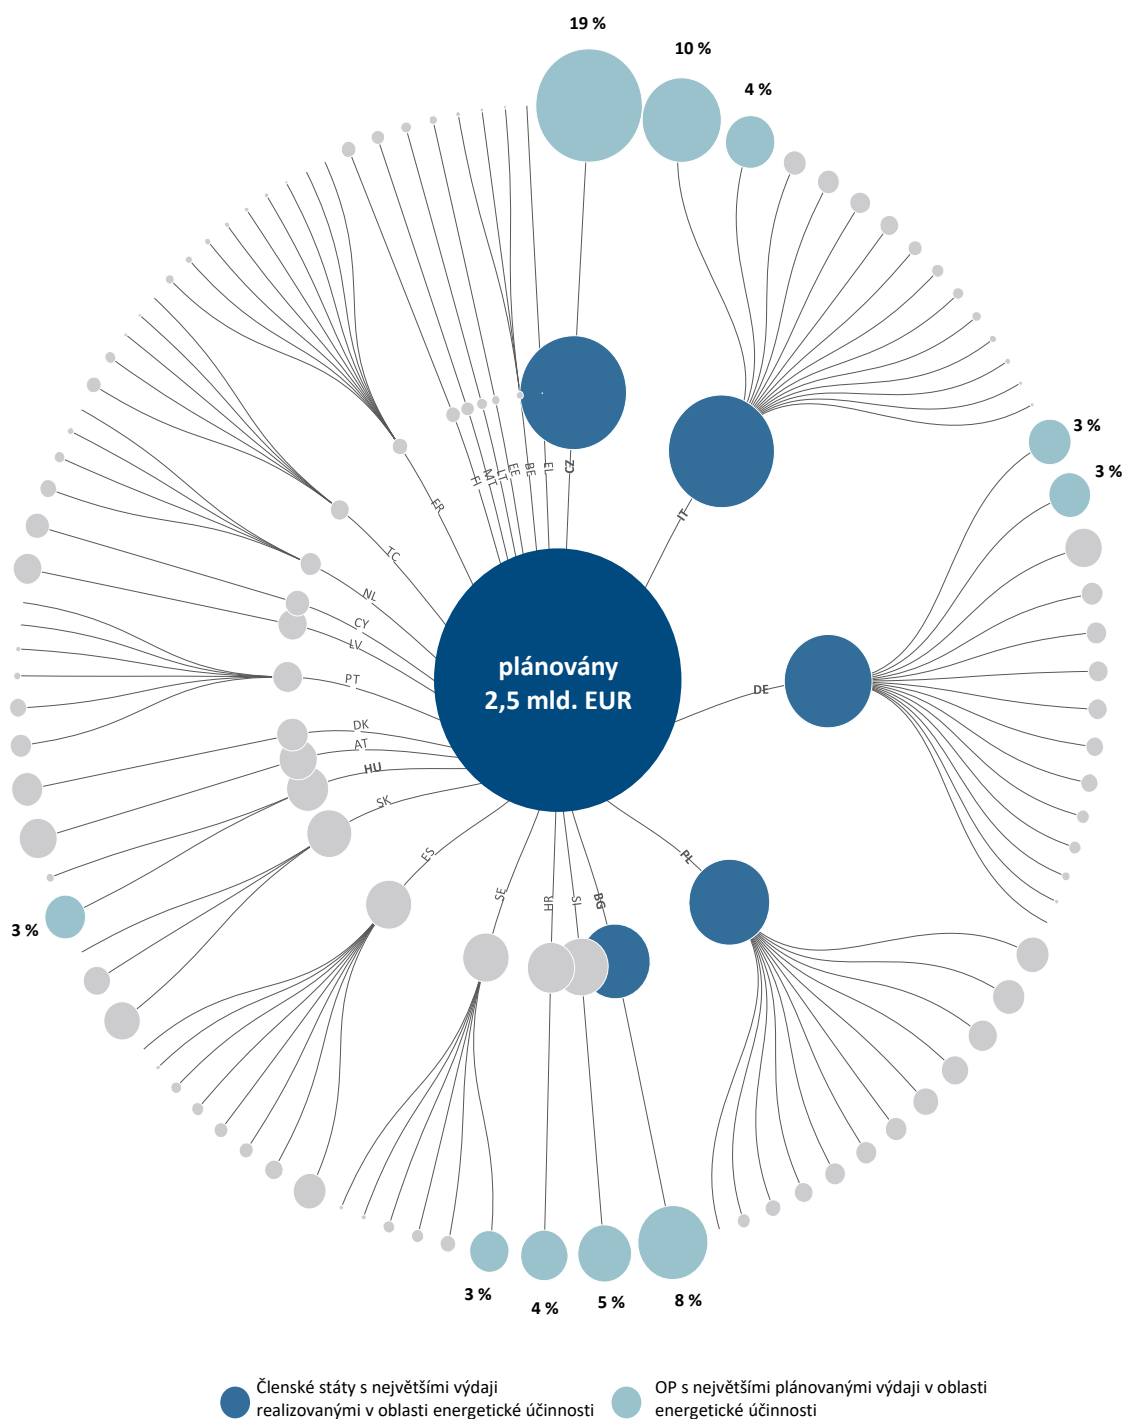 19 %
10 %
4 %
3 %
3 %
FR
FI
MT
LT
EE
BE
EL
CZ
IT
TC
NL
CY
LV
PT
DK
AT
HU
SK
ES
SE
HR
SI
BG
PL
DE
plánovány
2,5 mld. EUR
3 %
3 %
4 %
5 %
8 %
Členské státy s největšími výdaji
realizovanými v oblasti energetické účinnosti
OP s největšími plánovanými výdaji v oblasti
energetické účinnosti